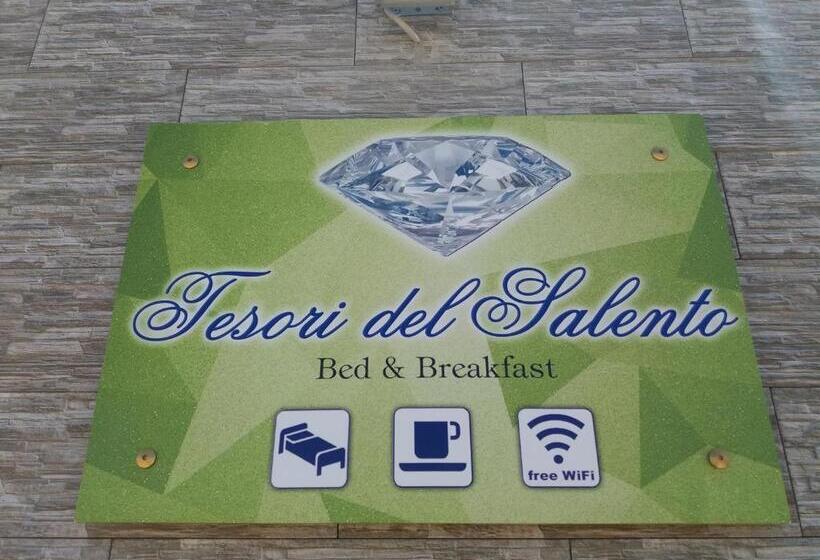 Tesori del Salento
Bed & Breakfast
free WiFi